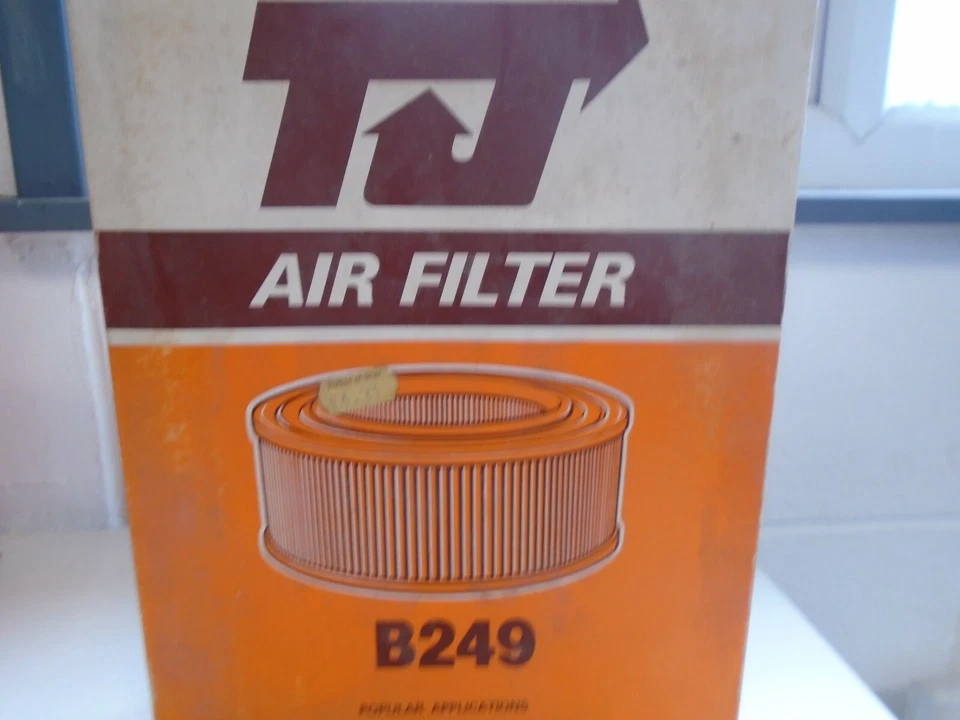 TJ
AIR FILTER
B249
POPULAR APPLICATIONS